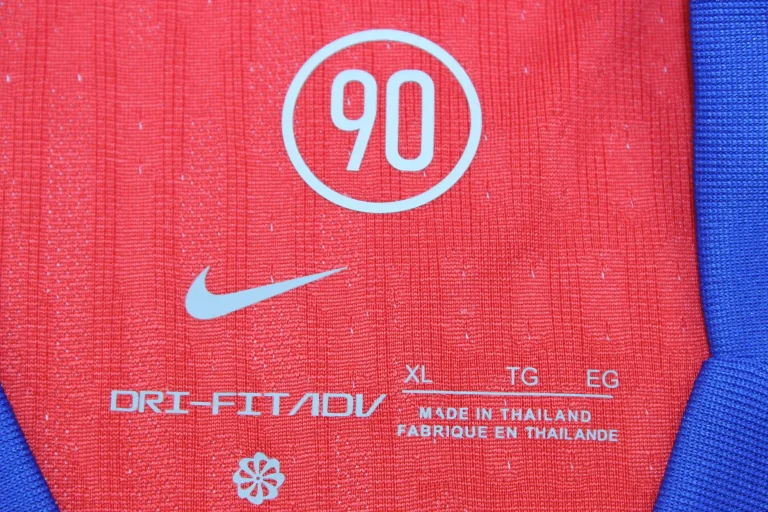 90
XL TG EG
DRI-FIT ADV
MADE IN THAILAND
FABRIQUE EN THAILANDE